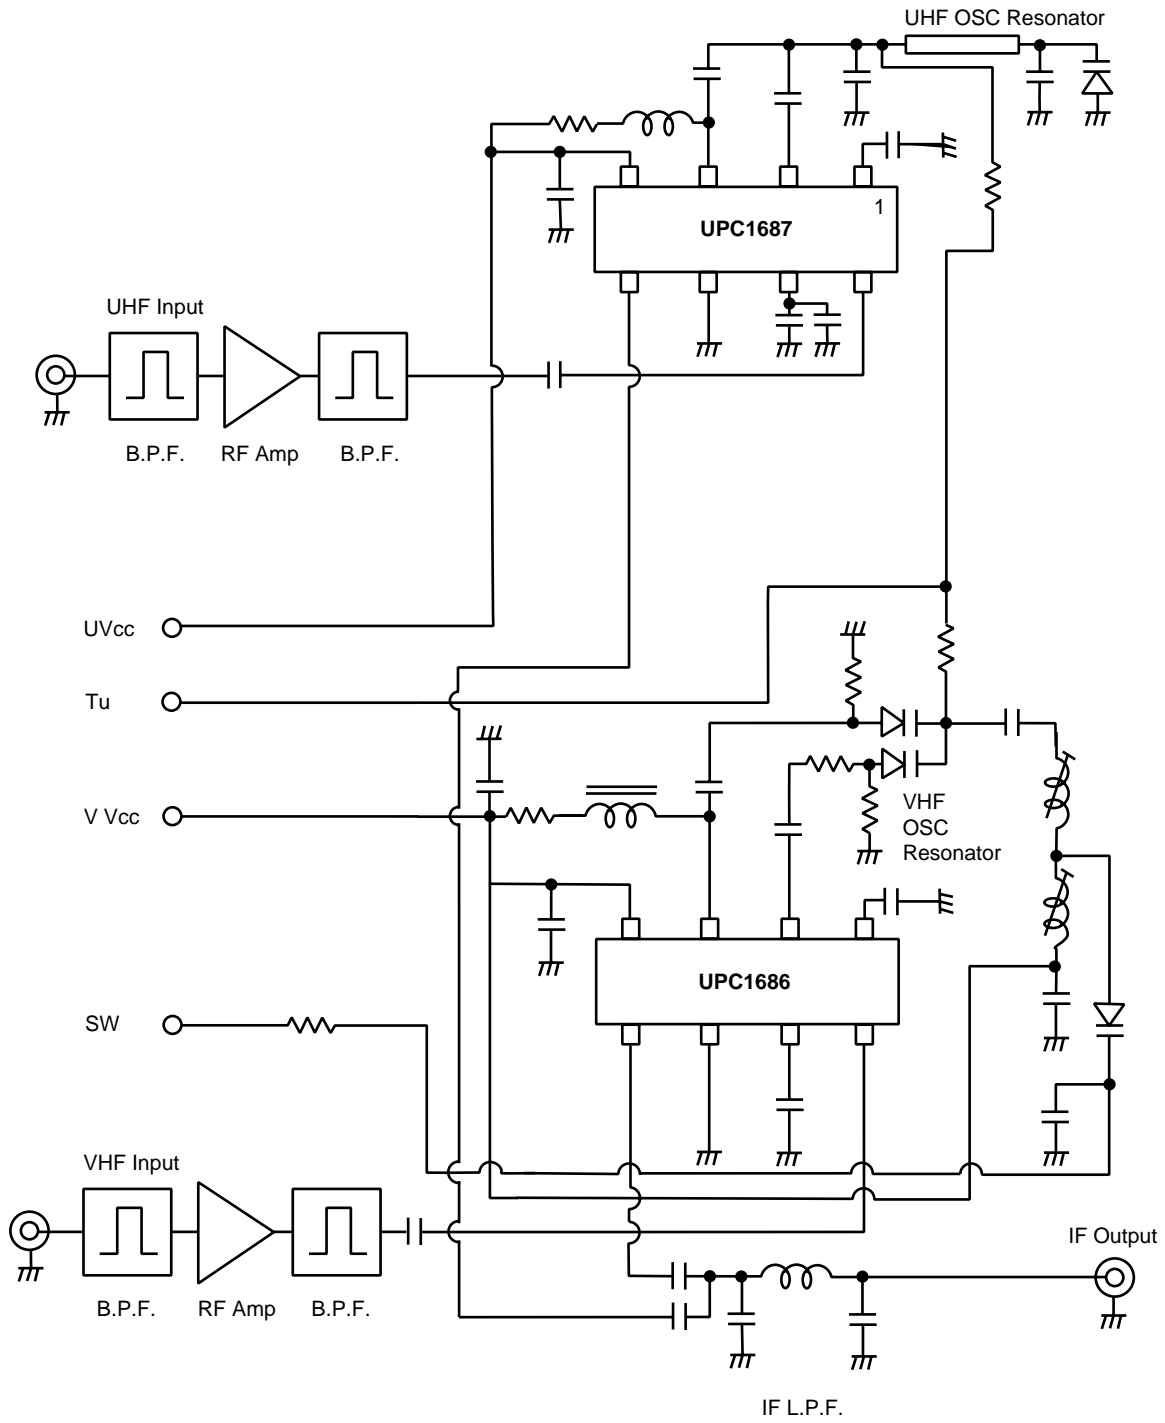 UHF OSC Resonator
1
UPC1687
UHF Input
B.P.F.
RF Amp
B.P.F.
UVcc
Tu
V Vcc
VHF
OSC
Resonator
UPC1686
SW
VHF Input
IF Output
B.P.F.
RF Amp
B.P.F.
IF L.P.F.